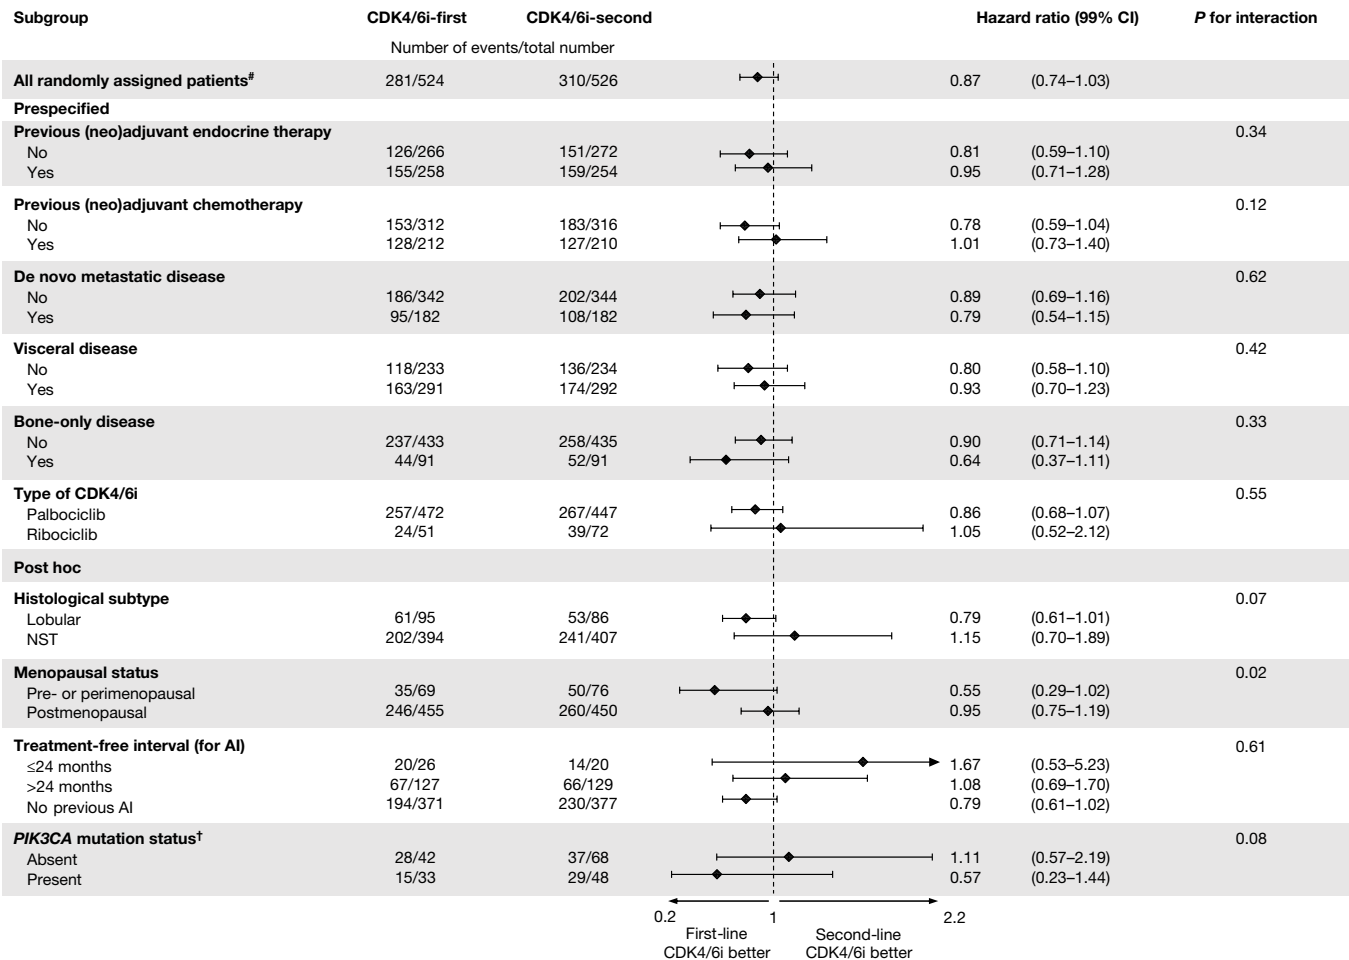 Subgroup CDK4/6i-first CDK4/6i-second Hazard ratio (99% CI) P for interaction
Number of events/total number
All randomly assigned patients# 281/524 310/526 0.87 (0.74–1.03)
Prespecified
Previous (neo)adjuvant endocrine therapy 0.34
No 126/266 151/272 0.81 (0.59–1.10)
Yes 155/258 159/254 0.95 (0.71–1.28)
Previous (neo)adjuvant chemotherapy 0.12
No 153/312 183/316 0.78 (0.59–1.04)
Yes 128/212 127/210 1.01 (0.73–1.40)
De novo metastatic disease 0.62
No 186/342 202/344 0.89 (0.69–1.16)
Yes 95/182 108/182 0.79 (0.54–1.15)
Visceral disease 0.42
No 118/233 136/234 0.80 (0.58–1.10)
Yes 163/291 174/292 0.93 (0.70–1.23)
Bone-only disease 0.33
No 237/433 258/435 0.90 (0.71–1.14)
Yes 44/91 52/91 0.64 (0.37–1.11)
Type of CDK4/6i 0.55
Palbociclib 257/472 267/447 0.86 (0.68–1.07)
Ribociclib 24/51 39/72 1.05 (0.52–2.12)
Post hoc
Histological subtype 0.07
Lobular 61/95 53/86 0.79 (0.61–1.01)
NST 202/394 241/407 1.15 (0.70–1.89)
Menopausal status 0.02
Pre- or perimenopausal 35/69 50/76 0.55 (0.29–1.02)
Postmenopausal 246/455 260/450 0.95 (0.75–1.19)
Treatment-free interval (for AI) 0.61
≤24 months 20/26 14/20 1.67 (0.53–5.23)
>24 months 67/127 66/129 1.08 (0.69–1.70)
No previous AI 194/371 230/377 0.79 (0.61–1.02)
PIK3CA mutation status† 0.08
Absent 28/42 37/68 1.11 (0.57–2.19)
Present 15/33 29/48 0.57 (0.23–1.44)
0.2 1 2.2
First-line Second-line
CDK4/6i better CDK4/6i better